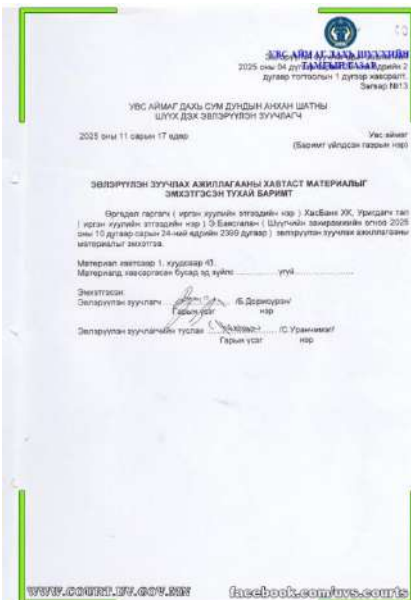 УВС АЙМАГ ДАХЬ ШҮҮХИЙН
ТАМГЫН ГАЗАР
2025 оны 04 дүгээр
дугаар тогтоолын 1 дүгээр хавсралт
Загвар №13
УВС АЙМАГ ДАХЬ СУМ ДУНДЫН АНХАН ШАТНЫ
ШҮҮХ ДЭХ ЭВЛЭРҮҮЛЭН ЗУУЧЛАГЧ
2025 оны 11 сарын 17 өдөр
Увс аймаг
(Баримт үйлдсэн газрын нэр)
ЭВЛЭРҮҮЛЭН ЗУУЧЛАХ АЖИЛЛАГААНЫ ХАВТАСТ МАТЕРИАЛЫГ
ЭМХЭТГЭСЭН ТУХАЙ БАРИМТ
Өргөдөл гаргагч ( иргэн хуулийн этгээдийн нэр ) ХасБанк ХК, Уригдагч тал
( иргэн хуулийн этгээдийн нэр ) Э.Баясгалан ( Шүүгчийн захирамжийн огноо 2025
оны 10 дугаар сарын 24-ний өдрийн 2399 дугаар ) эвлэрүүлэн зуучлах ажиллагааны
материалыг эмхэтгэв.
Материал хавтсаар 1, хуудсаар 43.
Материалд хавсаргасан бусад эд зүйлс ... үгүй ...
Эмхэтгэсэн:
Эвлэрүүлэн зуучлагч ... /Б.Дорисүрэн/
Гарын үсэг нэр
Эвлэрүүлэн зуучлагчийн туслах ... /С.Уранчимэг/
Гарын үсэг нэр
WWW.COURT.UV.GOV.MN facebook.com/uvs.courts